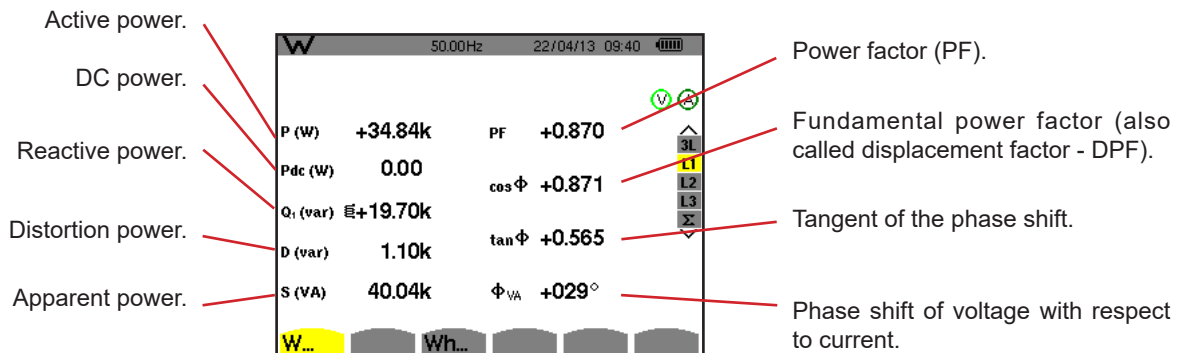 Active power.
DC power.
Reactive power.
Distortion power.
Apparent power.
W 50.00Hz 22/04/13 09:40
V A
P (W) +34.84k PF +0.870
Pdc (W) 0.00
cos Φ +0.871
Q₁ (var) +19.70k
tan Φ +0.565
D (var) 1.10k
S (VA) 40.04k ΦVA +029°
3L
L1
L2
L3
Σ
W... Wh...
Power factor (PF).
Fundamental power factor (also
called displacement factor - DPF).
Tangent of the phase shift.
Phase shift of voltage with respect
to current.